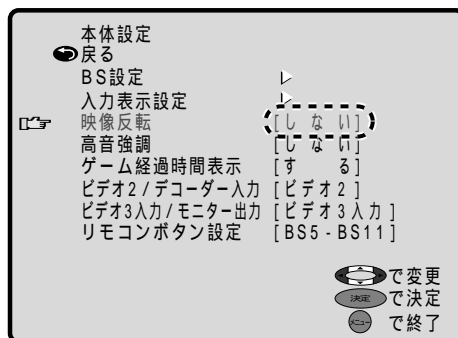 本体設定
戻る
BS設定
入力表示設定
映像反転 [しない]
高音強調 [しない]
ゲーム経過時間表示 [する]
ビデオ2/デコーダー入力 [ビデオ2]
ビデオ3入力/モニター出力 [ビデオ3入力]
リモコンボタン設定 [BS5-BS11]
で変更
決定 で決定
メニュー で終了